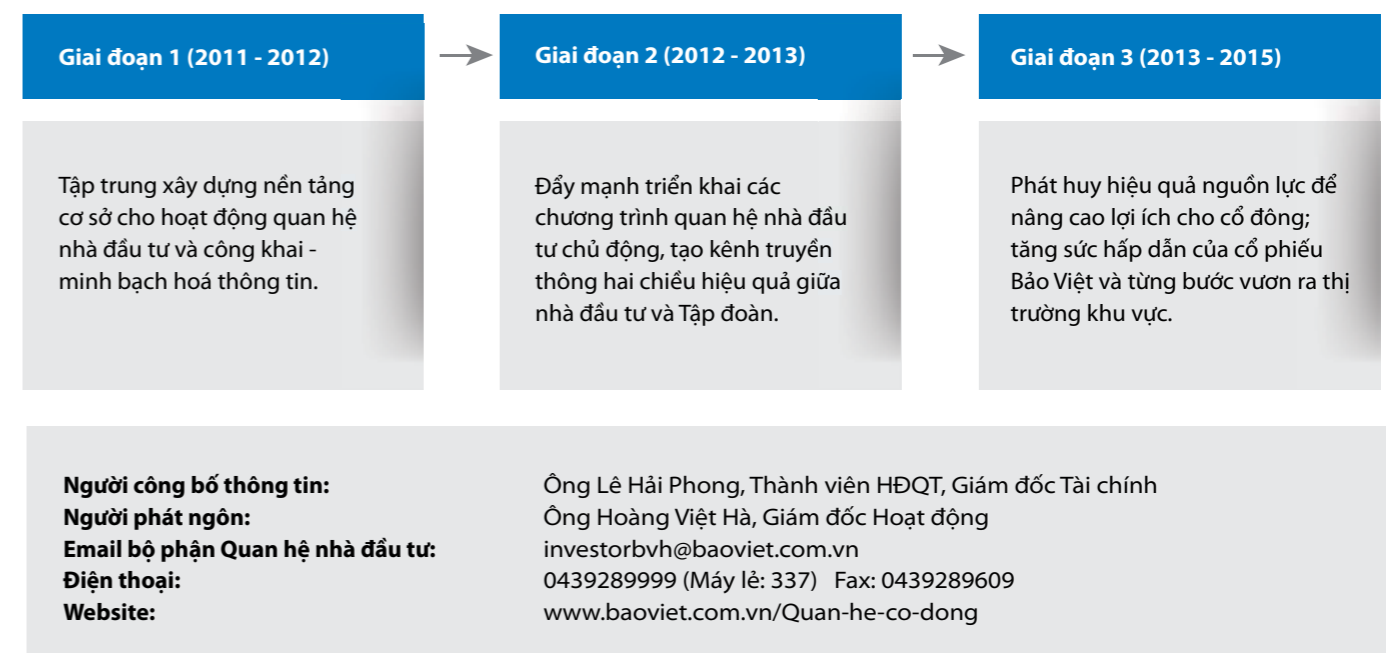 Giai đoạn 1 (2011 - 2012)
Tập trung xây dựng nền tảng
cơ sở cho hoạt động quan hệ
nhà đầu tư và công khai -
minh bạch hoá thông tin.
Giai đoạn 2 (2012 - 2013)
Đẩy mạnh triển khai các
chương trình quan hệ nhà đầu
tư chủ động, tạo kênh truyền
thông hai chiều hiệu quả giữa
nhà đầu tư và Tập đoàn.
Giai đoạn 3 (2013 - 2015)
Phát huy hiệu quả nguồn lực để
nâng cao lợi ích cho cổ đông;
tăng sức hấp dẫn của cổ phiếu
Bảo Việt và từng bước vươn ra thị
trường khu vực.
Người công bố thông tin: Ông Lê Hải Phong, Thành viên HĐQT, Giám đốc Tài chính
Người phát ngôn: Ông Hoàng Việt Hà, Giám đốc Hoạt động
Email bộ phận Quan hệ nhà đầu tư: investorbvh@baoviet.com.vn
Điện thoại: 0439289999 (Máy lẻ: 337) Fax: 0439289609
Website: www.baoviet.com.vn/Quan-he-co-dong